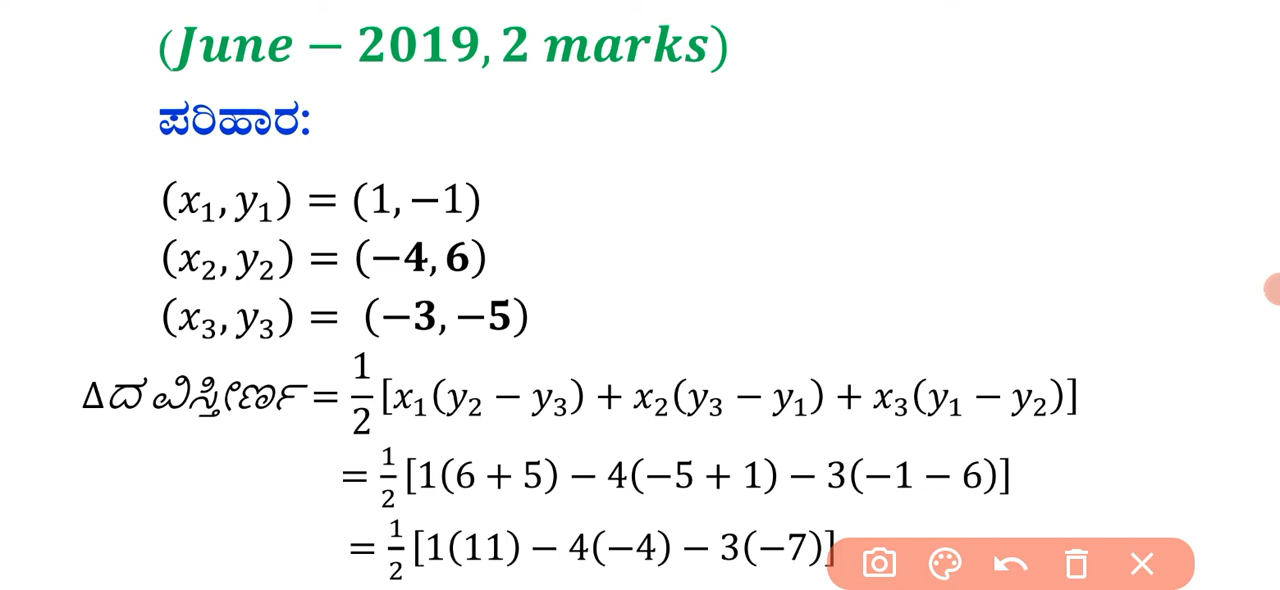 (June − 2019, 2 marks)
ಪರಿಹಾರ:
(x₁, y₁) = (1, −1)
(x₂, y₂) = (−4, 6)
(x₃, y₃) = (−3, −5)
Δದ ವಿಸ್ತೀರ್ಣ = 1/2 [x₁(y₂ − y₃) + x₂(y₃ − y₁) + x₃(y₁ − y₂)]
= 1/2 [1(6 + 5) − 4(−5 + 1) − 3(−1 − 6)]
= 1/2 [1(11) − 4(−4) − 3(−7)]